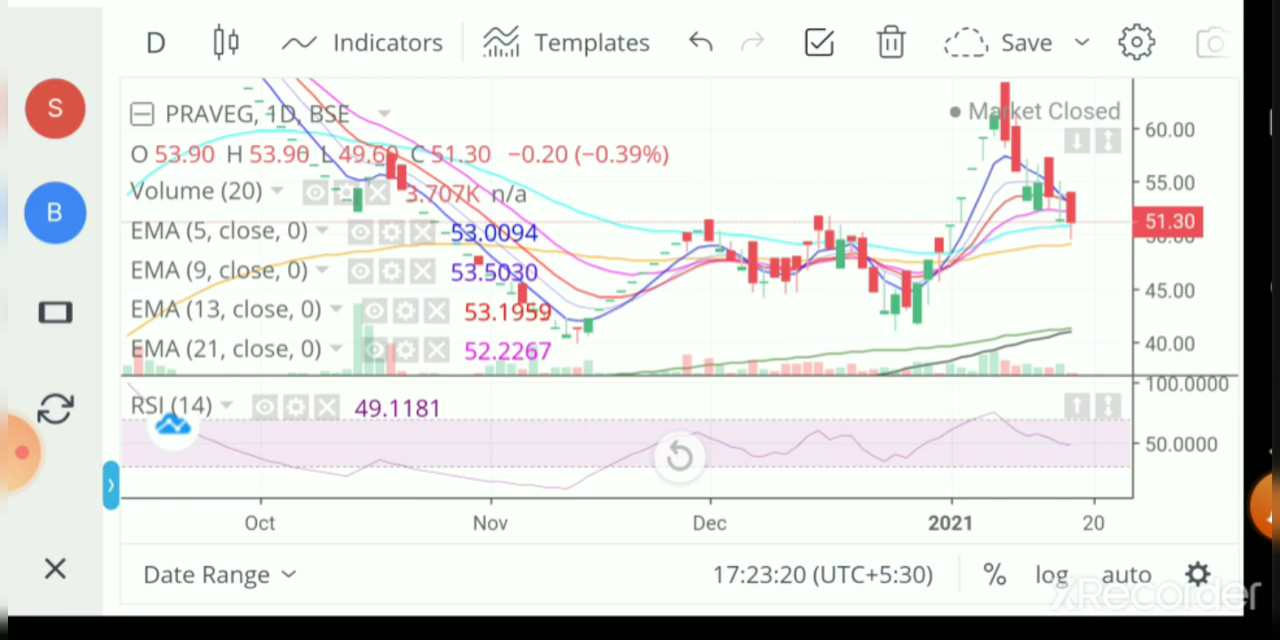 D Indicators Templates Save
S
B
PRAVEG, 1D, BSE
Market Closed
O 53.90 H 53.90 L 49.60 C 51.30 −0.20 (−0.39%)
Volume (20) 3.707K n/a
EMA (5, close, 0) 53.0094
EMA (9, close, 0) 53.5030
EMA (13, close, 0) 53.1959
EMA (21, close, 0) 52.2267
60.00
55.00
51.30
50.00
45.00
40.00
RSI (14) 49.1181
100.0000
50.0000
Oct Nov Dec 2021 20
Date Range 17:23:20 (UTC+5:30) % log auto
XRecorder